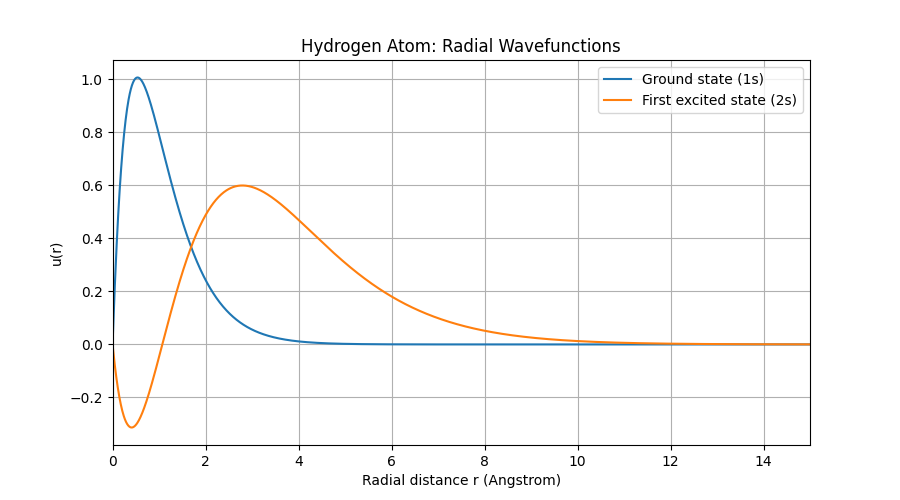 Hydrogen Atom: Radial Wavefunctions
Ground state (1s)
First excited state (2s)
u(r)
1.0
0.8
0.6
0.4
0.2
0.0
−0.2
0 2 4 6 8 10 12 14
Radial distance r (Angstrom)